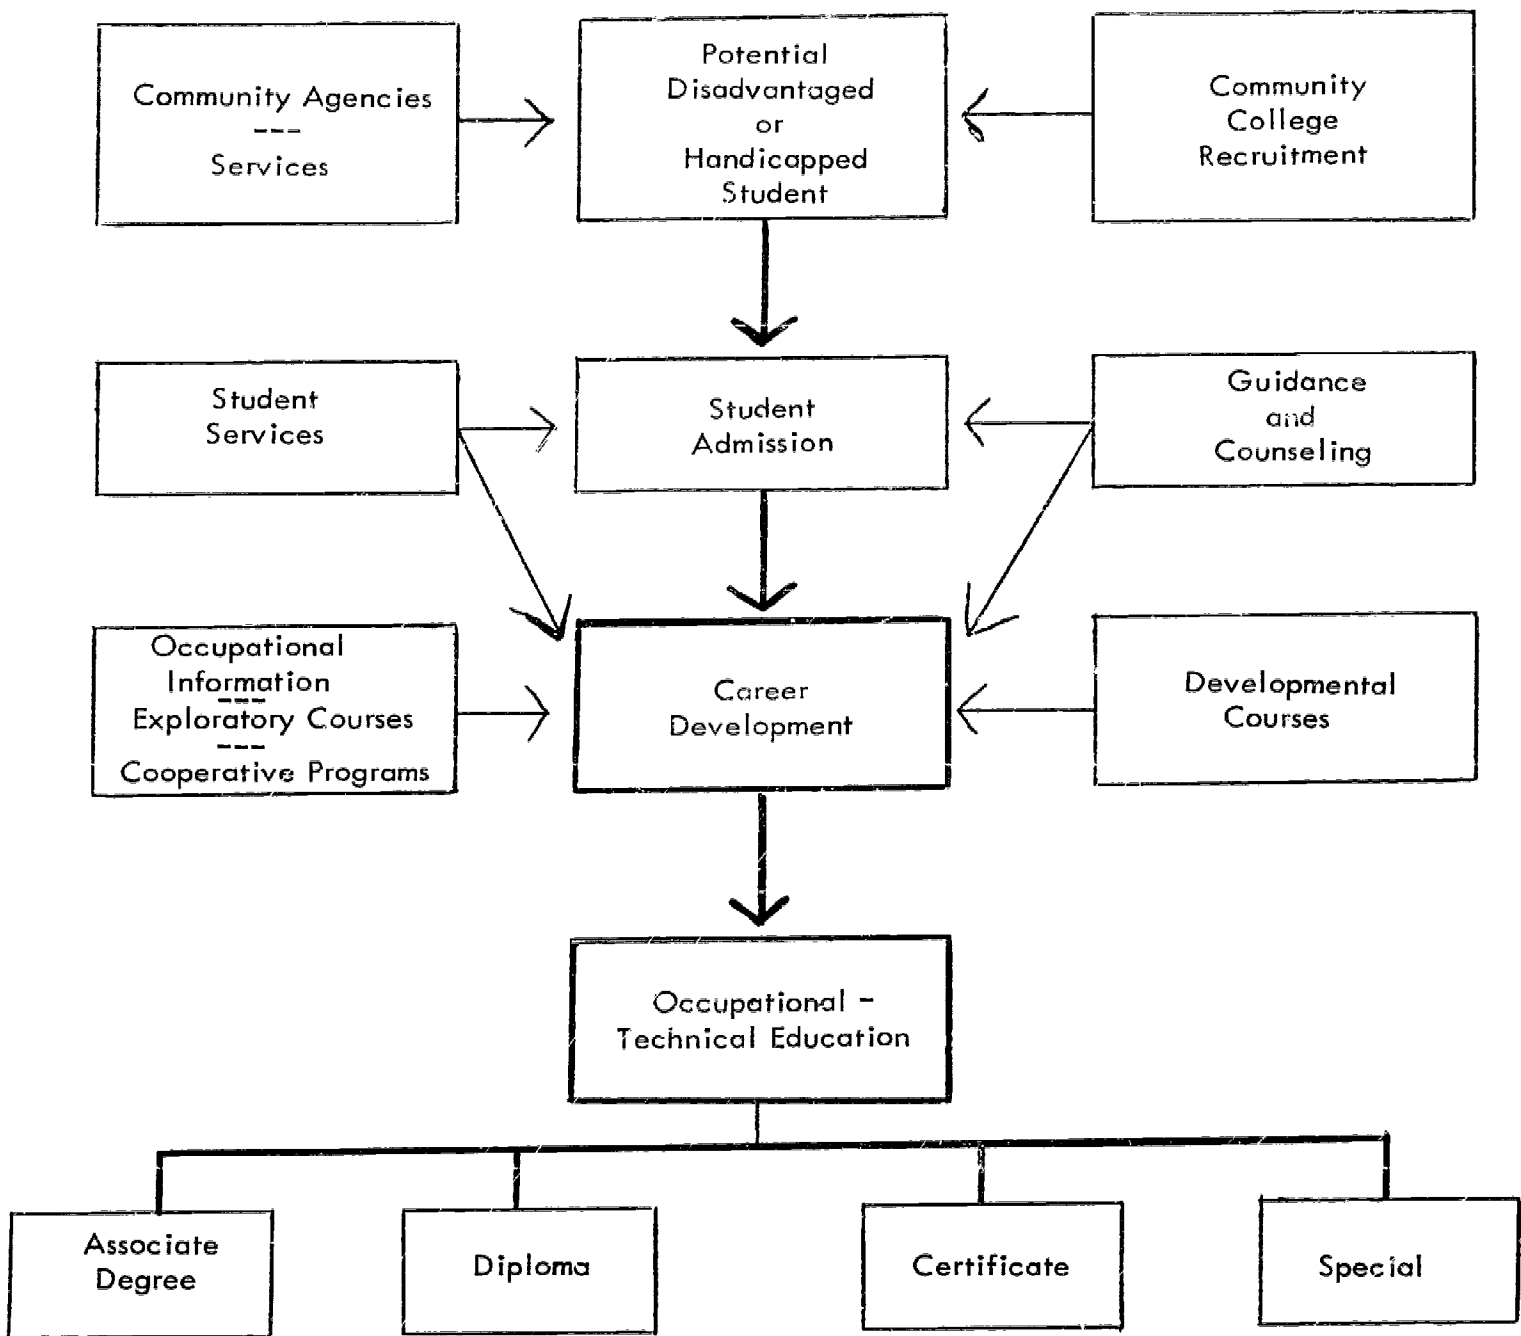 Community Agencies
---
Services
Potential
Disadvantaged
or
Handicapped
Student
Community
College
Recruitment
Student
Services
Student
Admission
Guidance
and
Counseling
Occupational
Information
---
Exploratory Courses
---
Cooperative Programs
Career
Development
Developmental
Courses
Occupational -
Technical Education
Associate
Degree
Diploma
Certificate
Special